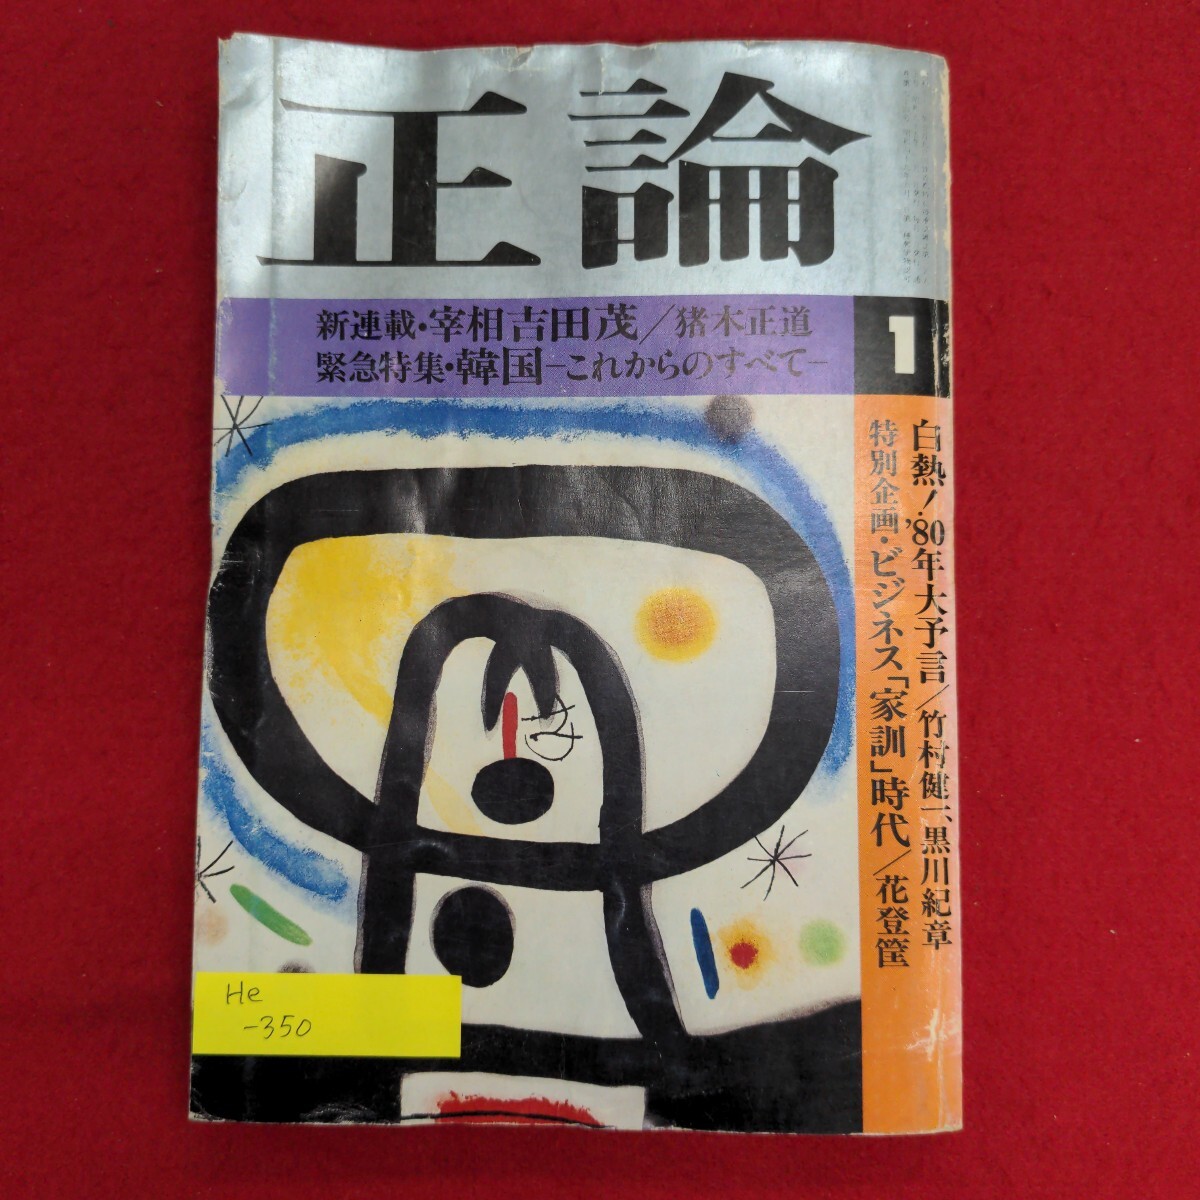 正論
新連載・宰相吉田茂／猪木正道
緊急特集・韓国―これからのすべて―
1
白熱！'80年大予言／竹村健一、黒川紀章
特別企画・ビジネス「家訓」時代／花登筐
He
-350